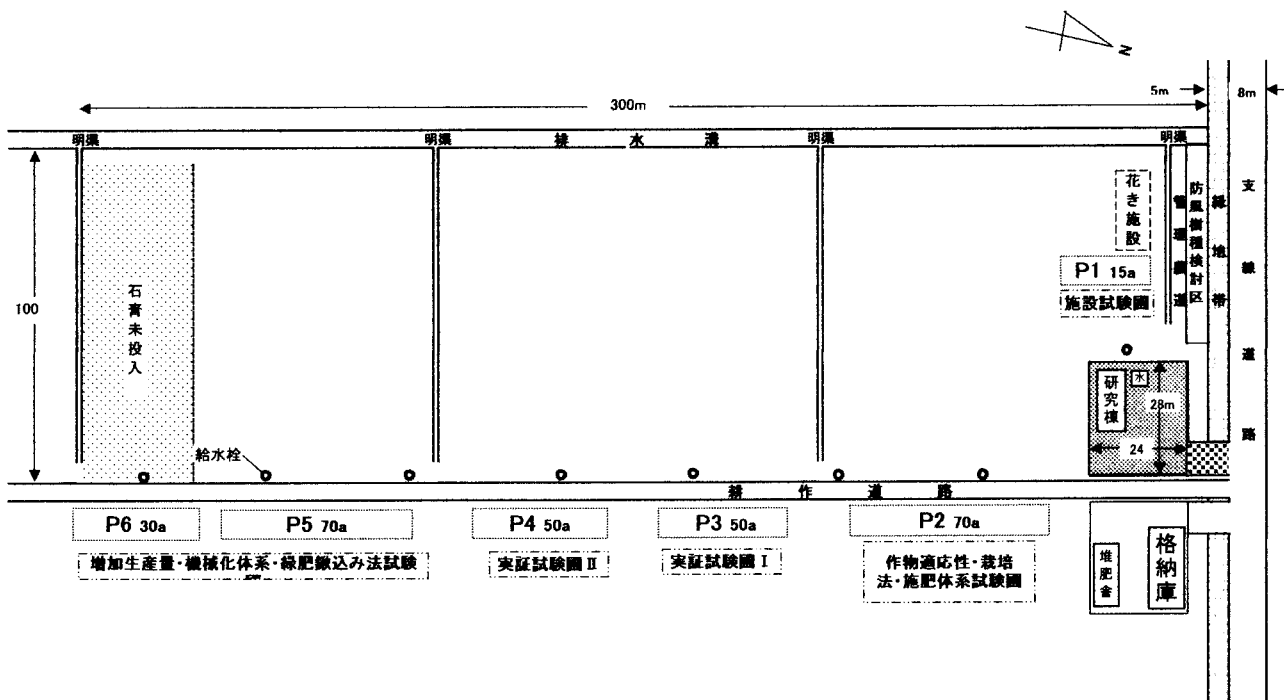 N
5m
8m
300m
明渠
明渠
明渠
明渠
排水溝
花き施設
管理農道
防風樹種検討区
緑地帯
支線道路
P1 15a
施設試験圃
100
石膏未投入
研究棟
水
28m
24
給水栓
耕作道路
P6 30a
P5 70a
P4 50a
P3 50a
P2 70a
増加生産量・機械化体系・緑肥鍬込み法試験
実証試験圃Ⅱ
実証試験圃Ⅰ
作物適応性・栽培
法・施肥体系試験圃
堆肥舎
格納庫